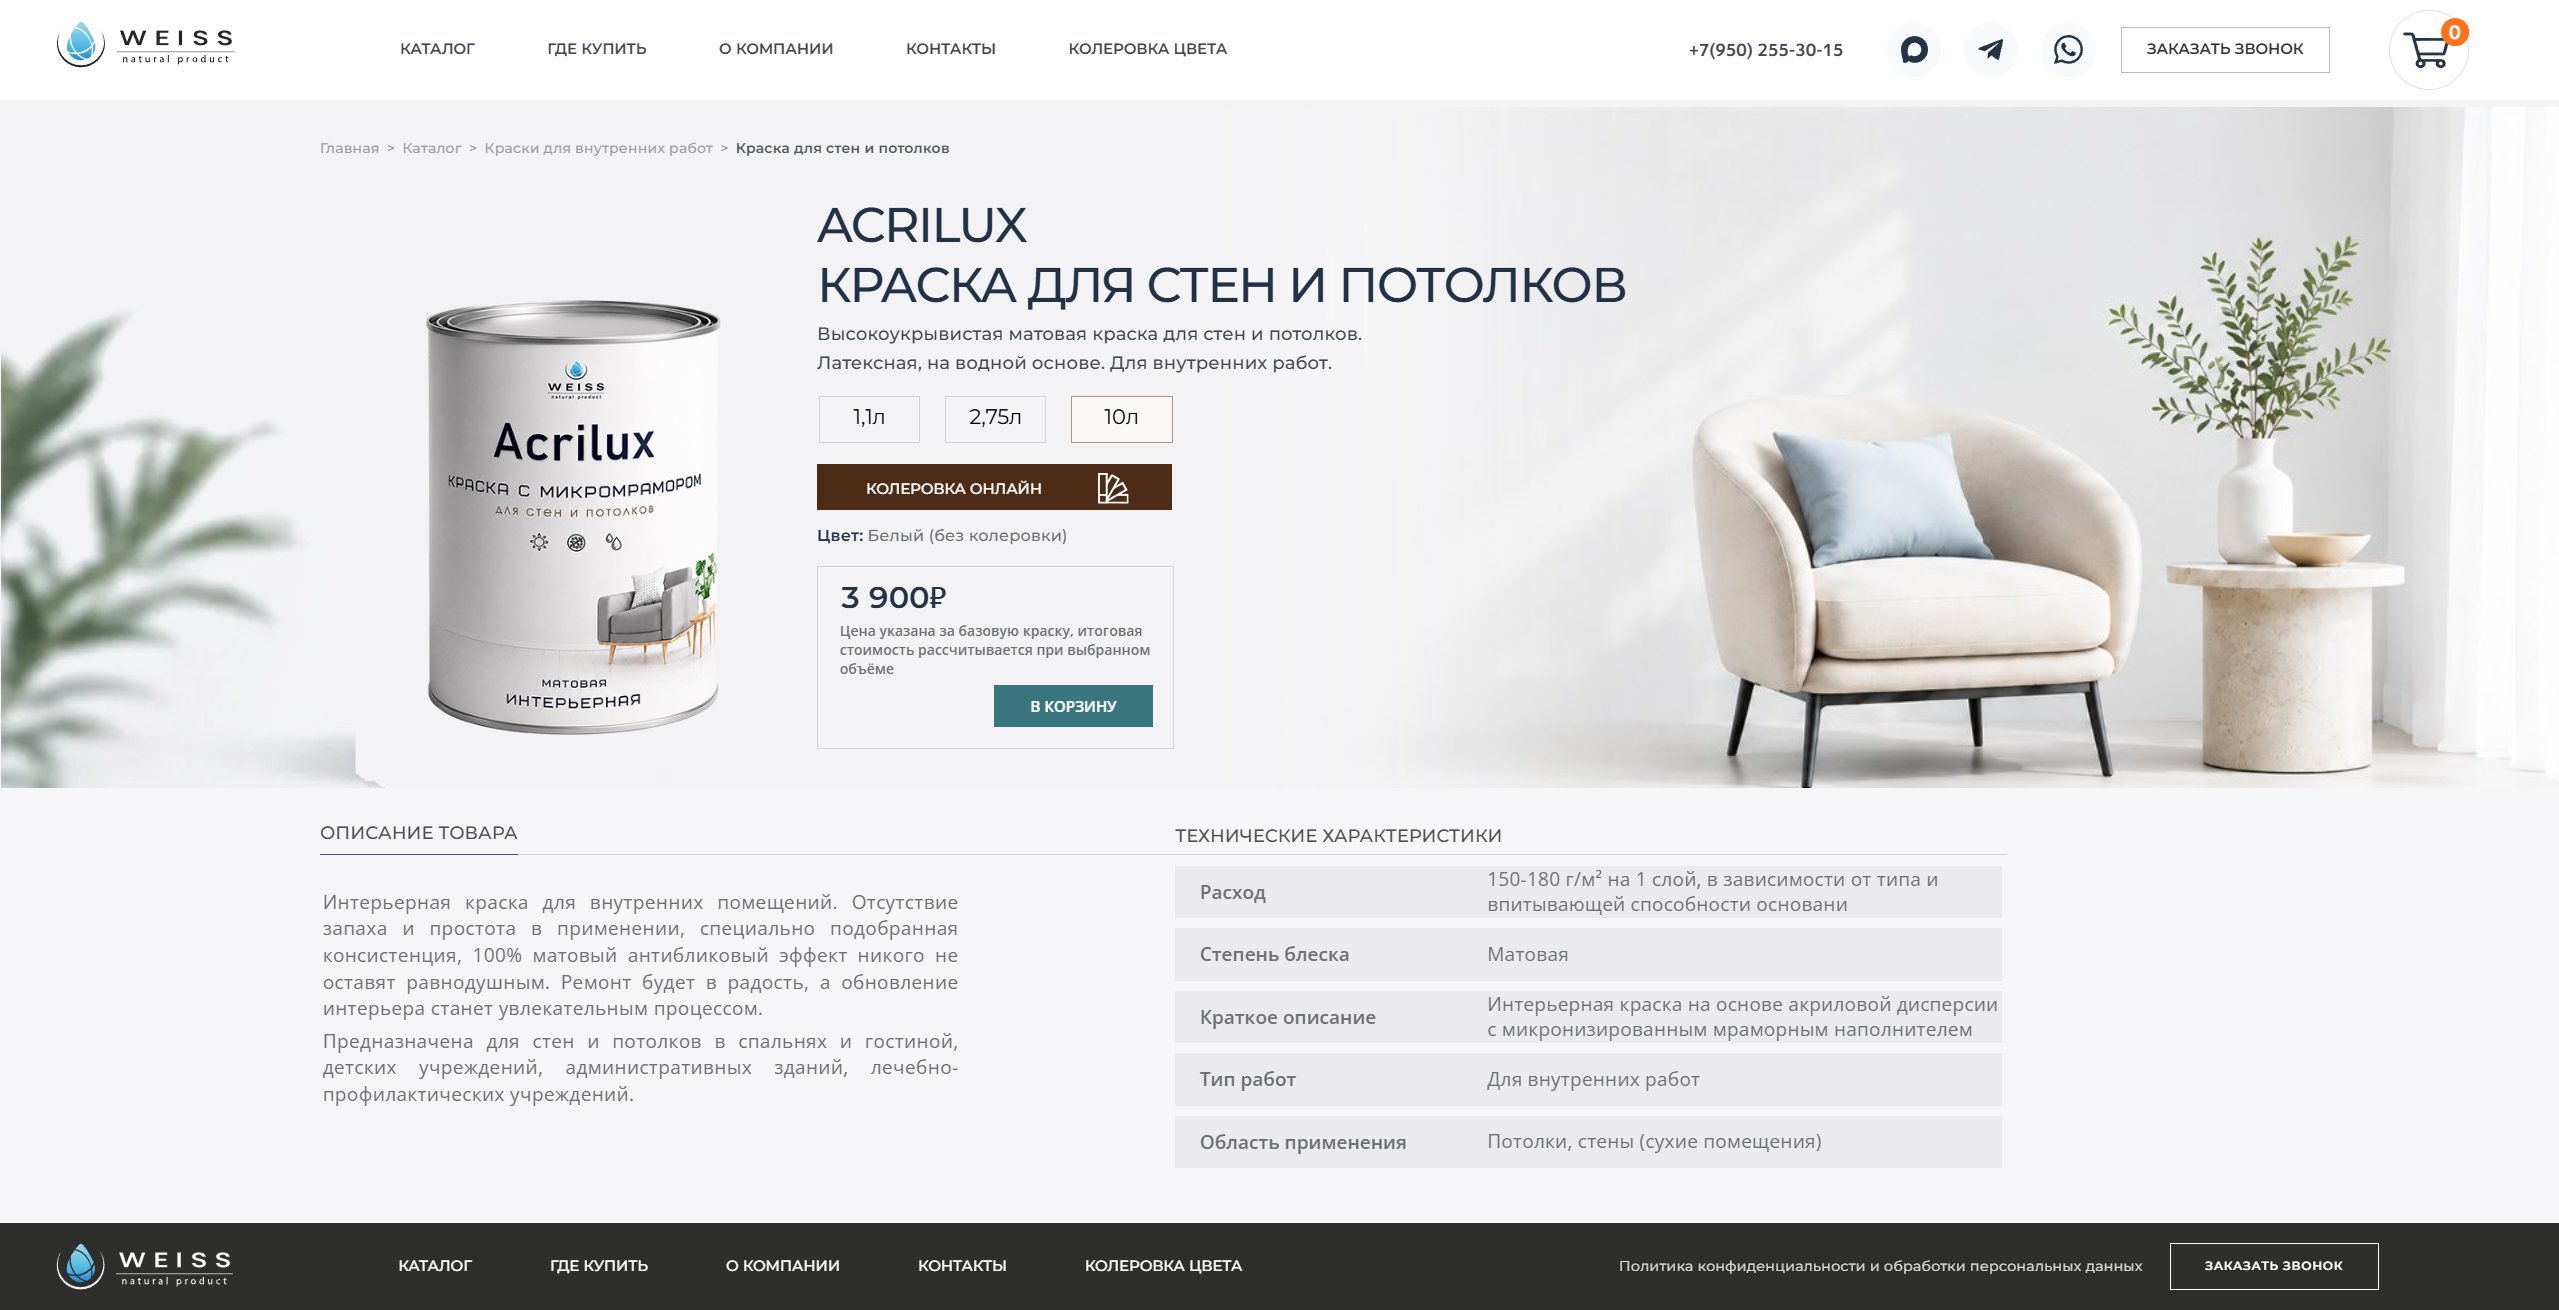 WEISS
natural product
КАТАЛОГ
ГДЕ КУПИТЬ
О КОМПАНИИ
КОНТАКТЫ
КОЛЕРОВКА ЦВЕТА
+7(950) 255-30-15
ЗАКАЗАТЬ ЗВОНОК
0
Главная > Каталог > Краски для внутренних работ > Краска для стен и потолков
ACRILUX
КРАСКА ДЛЯ СТЕН И ПОТОЛКОВ
Высокоукрывистая матовая краска для стен и потолков.
Латексная, на водной основе. Для внутренних работ.
1,1л
2,75л
10л
КОЛЕРОВКА ОНЛАЙН
Цвет: Белый (без колеровки)
3 900₽
Цена указана за базовую краску, итоговая
стоимость рассчитывается при выбранном
объёме
В КОРЗИНУ
WEISS
natural product
Acrilux
КРАСКА С МИКРОМРАМОРОМ
ДЛЯ СТЕН И ПОТОЛКОВ
МАТОВАЯ
ИНТЕРЬЕРНАЯ
ОПИСАНИЕ ТОВАРА
Интерьерная краска для внутренних помещений. Отсутствие
запаха и простота в применении, специально подобранная
консистенция, 100% матовый антибликовый эффект никого не
оставят равнодушным. Ремонт будет в радость, а обновление
интерьера станет увлекательным процессом.
Предназначена для стен и потолков в спальнях и гостиной,
детских учреждений, административных зданий, лечебно-
профилактических учреждений.
ТЕХНИЧЕСКИЕ ХАРАКТЕРИСТИКИ
Расход
150-180 г/м² на 1 слой, в зависимости от типа и
впитывающей способности основани
Степень блеска
Матовая
Краткое описание
Интерьерная краска на основе акриловой дисперсии
с микронизированным мраморным наполнителем
Тип работ
Для внутренних работ
Область применения
Потолки, стены (сухие помещения)
WEISS
natural product
КАТАЛОГ
ГДЕ КУПИТЬ
О КОМПАНИИ
КОНТАКТЫ
КОЛЕРОВКА ЦВЕТА
Политика конфиденциальности и обработки персональных данных
ЗАКАЗАТЬ ЗВОНОК